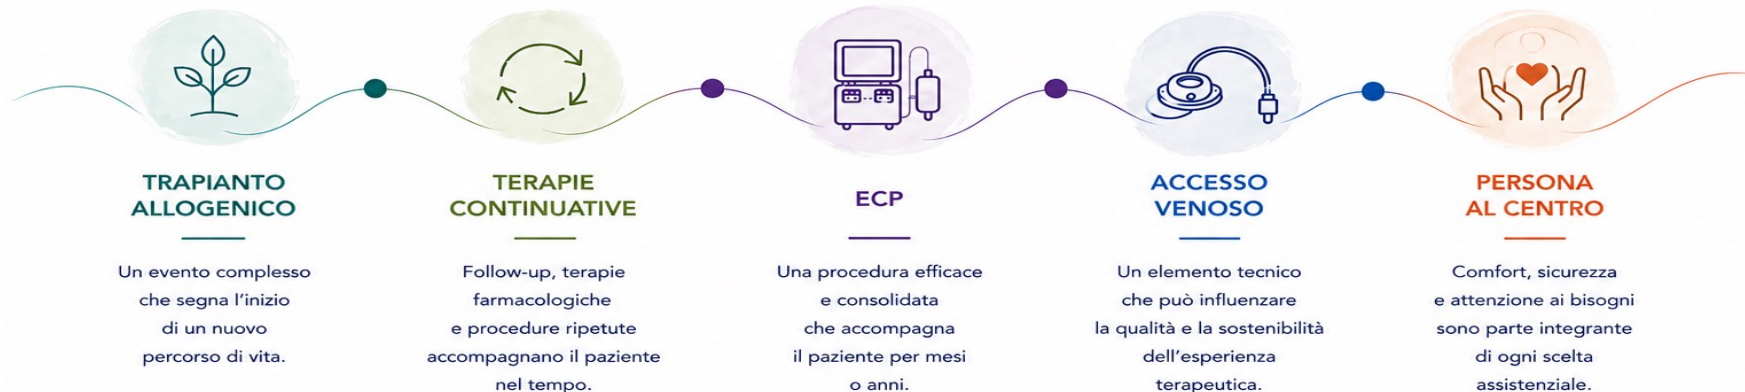 TRAPIANTO
ALLOGENICO
Un evento complesso
che segna l'inizio
di un nuovo
percorso di vita.
TERAPIE
CONTINUATIVE
Follow-up, terapie
farmacologiche
e procedure ripetute
accompagnano il paziente
nel tempo.
ECP
Una procedura efficace
e consolidata
che accompagna
il paziente per mesi
o anni.
ACCESSO
VENOSO
Un elemento tecnico
che può influenzare
la qualità e la sostenibilità
dell'esperienza
terapeutica.
PERSONA
AL CENTRO
Comfort, sicurezza
e attenzione ai bisogni
sono parte integrante
di ogni scelta
assistenziale.